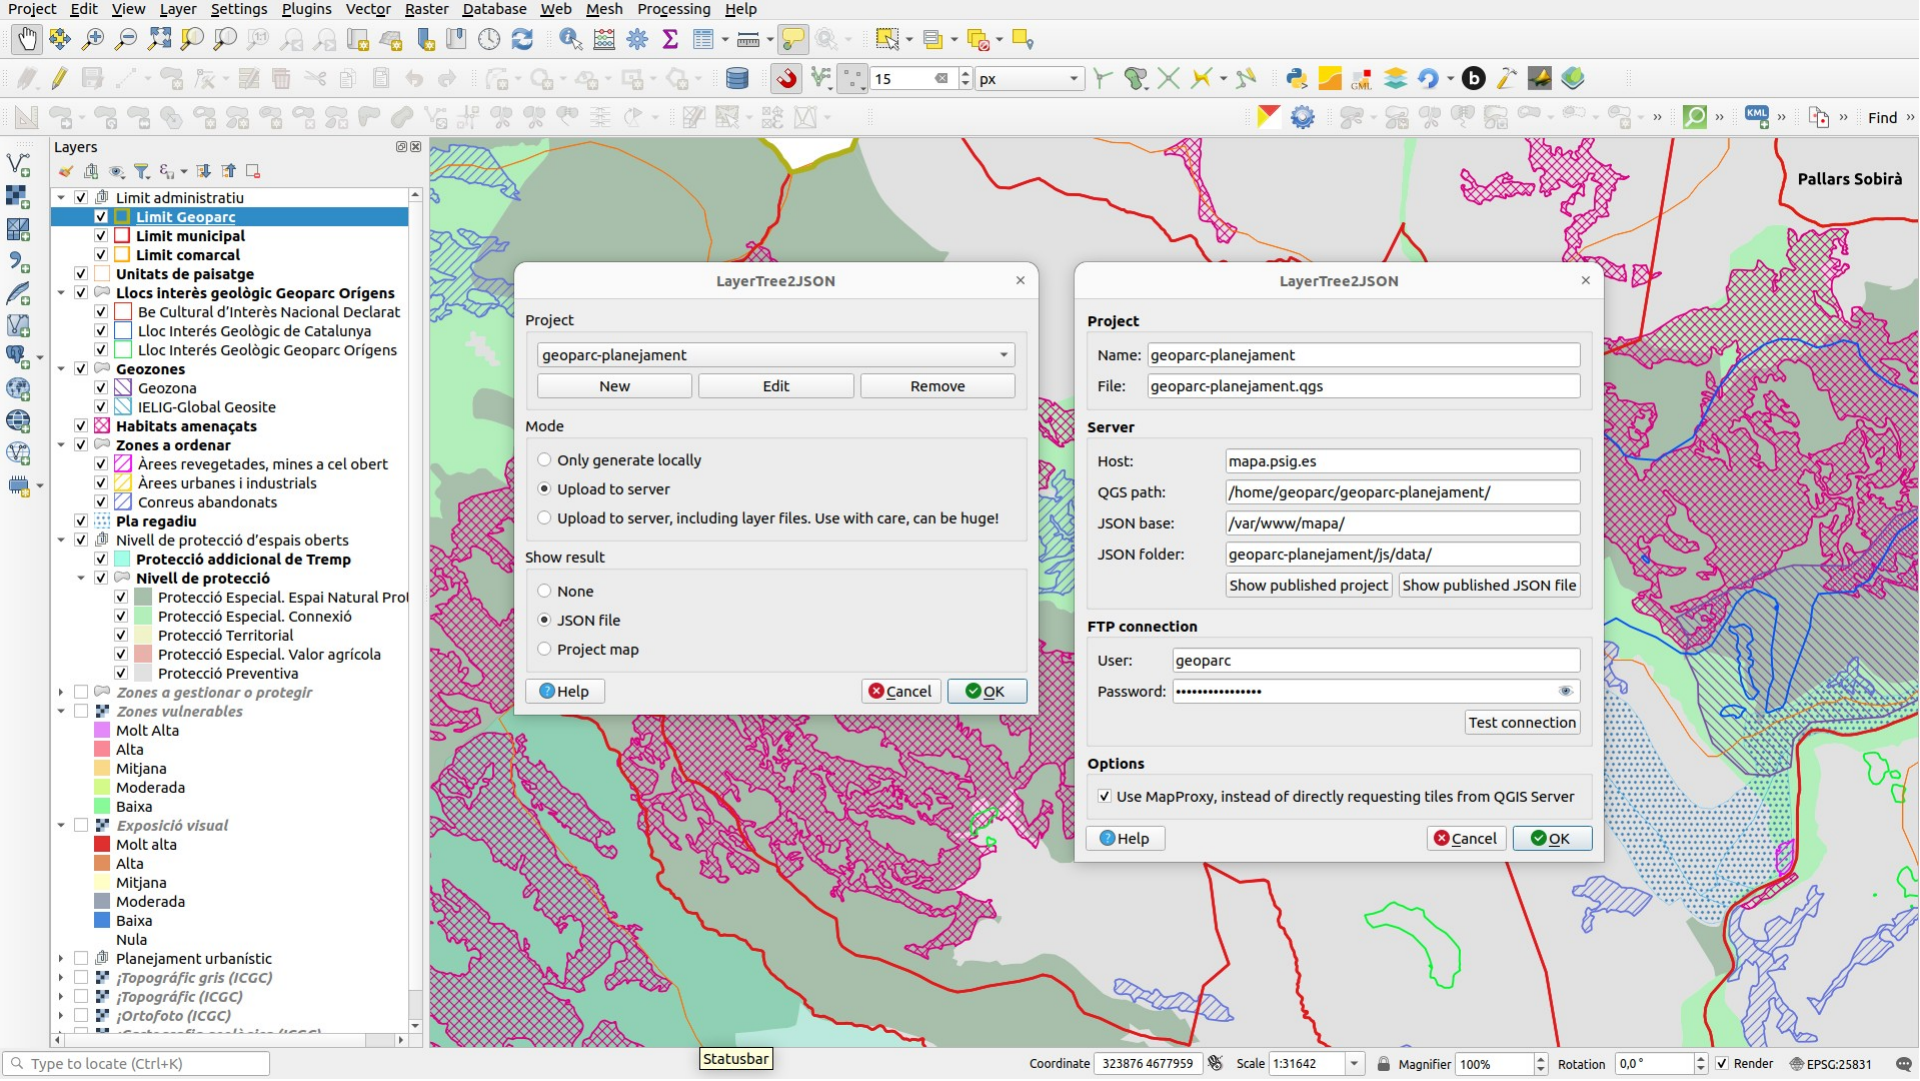 Project Edit View Layer Settings Plugins Vector Raster Database Web Mesh Processing Help
15 px
GML
b
KML
» » » » Find »
Layers
Limit administratiu
Limit Geoparc
Limit municipal
Limit comarcal
Unitats de paisatge
Llocs interès geològic Geoparc Orígens
Be Cultural d'Interès Nacional Declarat
Lloc Interés Geològic de Catalunya
Lloc Interés Geològic Geoparc Orígens
Geozones
Geozona
IELIG-Global Geosite
Habitats amenaçats
Zones a ordenar
Àrees revegetades, mines a cel obert
Àrees urbanes i industrials
Conreus abandonats
Pla regadiu
Nivell de protecció d'espais oberts
Protecció addicional de Tremp
Nivell de protecció
Protecció Especial. Espai Natural Prot
Protecció Especial. Connexió
Protecció Territorial
Protecció Especial. Valor agrícola
Protecció Preventiva
Zones a gestionar o protegir
Zones vulnerables
Molt Alta
Alta
Mitjana
Moderada
Baixa
Exposició visual
Molt alta
Alta
Mitjana
Moderada
Baixa
Nula
Planejament urbanístic
¡Topográfic gris (ICGC)
¡Topográfic (ICGC)
¡Ortofoto (ICGC)
Pallars Sobirà
LayerTree2JSON
Project
geoparc-planejament
New Edit Remove
Mode
Only generate locally
Upload to server
Upload to server, including layer files. Use with care, can be huge!
Show result
None
JSON file
Project map
Help Cancel OK
LayerTree2JSON
Project
Name: geoparc-planejament
File: geoparc-planejament.qgs
Server
Host: mapa.psig.es
QGS path: /home/geoparc/geoparc-planejament/
JSON base: /var/www/mapa/
JSON folder: geoparc-planejament/js/data/
Show published project Show published JSON file
FTP connection
User: geoparc
Password: ••••••••••••••••
Test connection
Options
Use MapProxy, instead of directly requesting tiles from QGIS Server
Help Cancel OK
Statusbar
Type to locate (Ctrl+K) Coordinate 323876 4677959 Scale 1:31642 Magnifier 100% Rotation 0,0 ° Render EPSG:25831